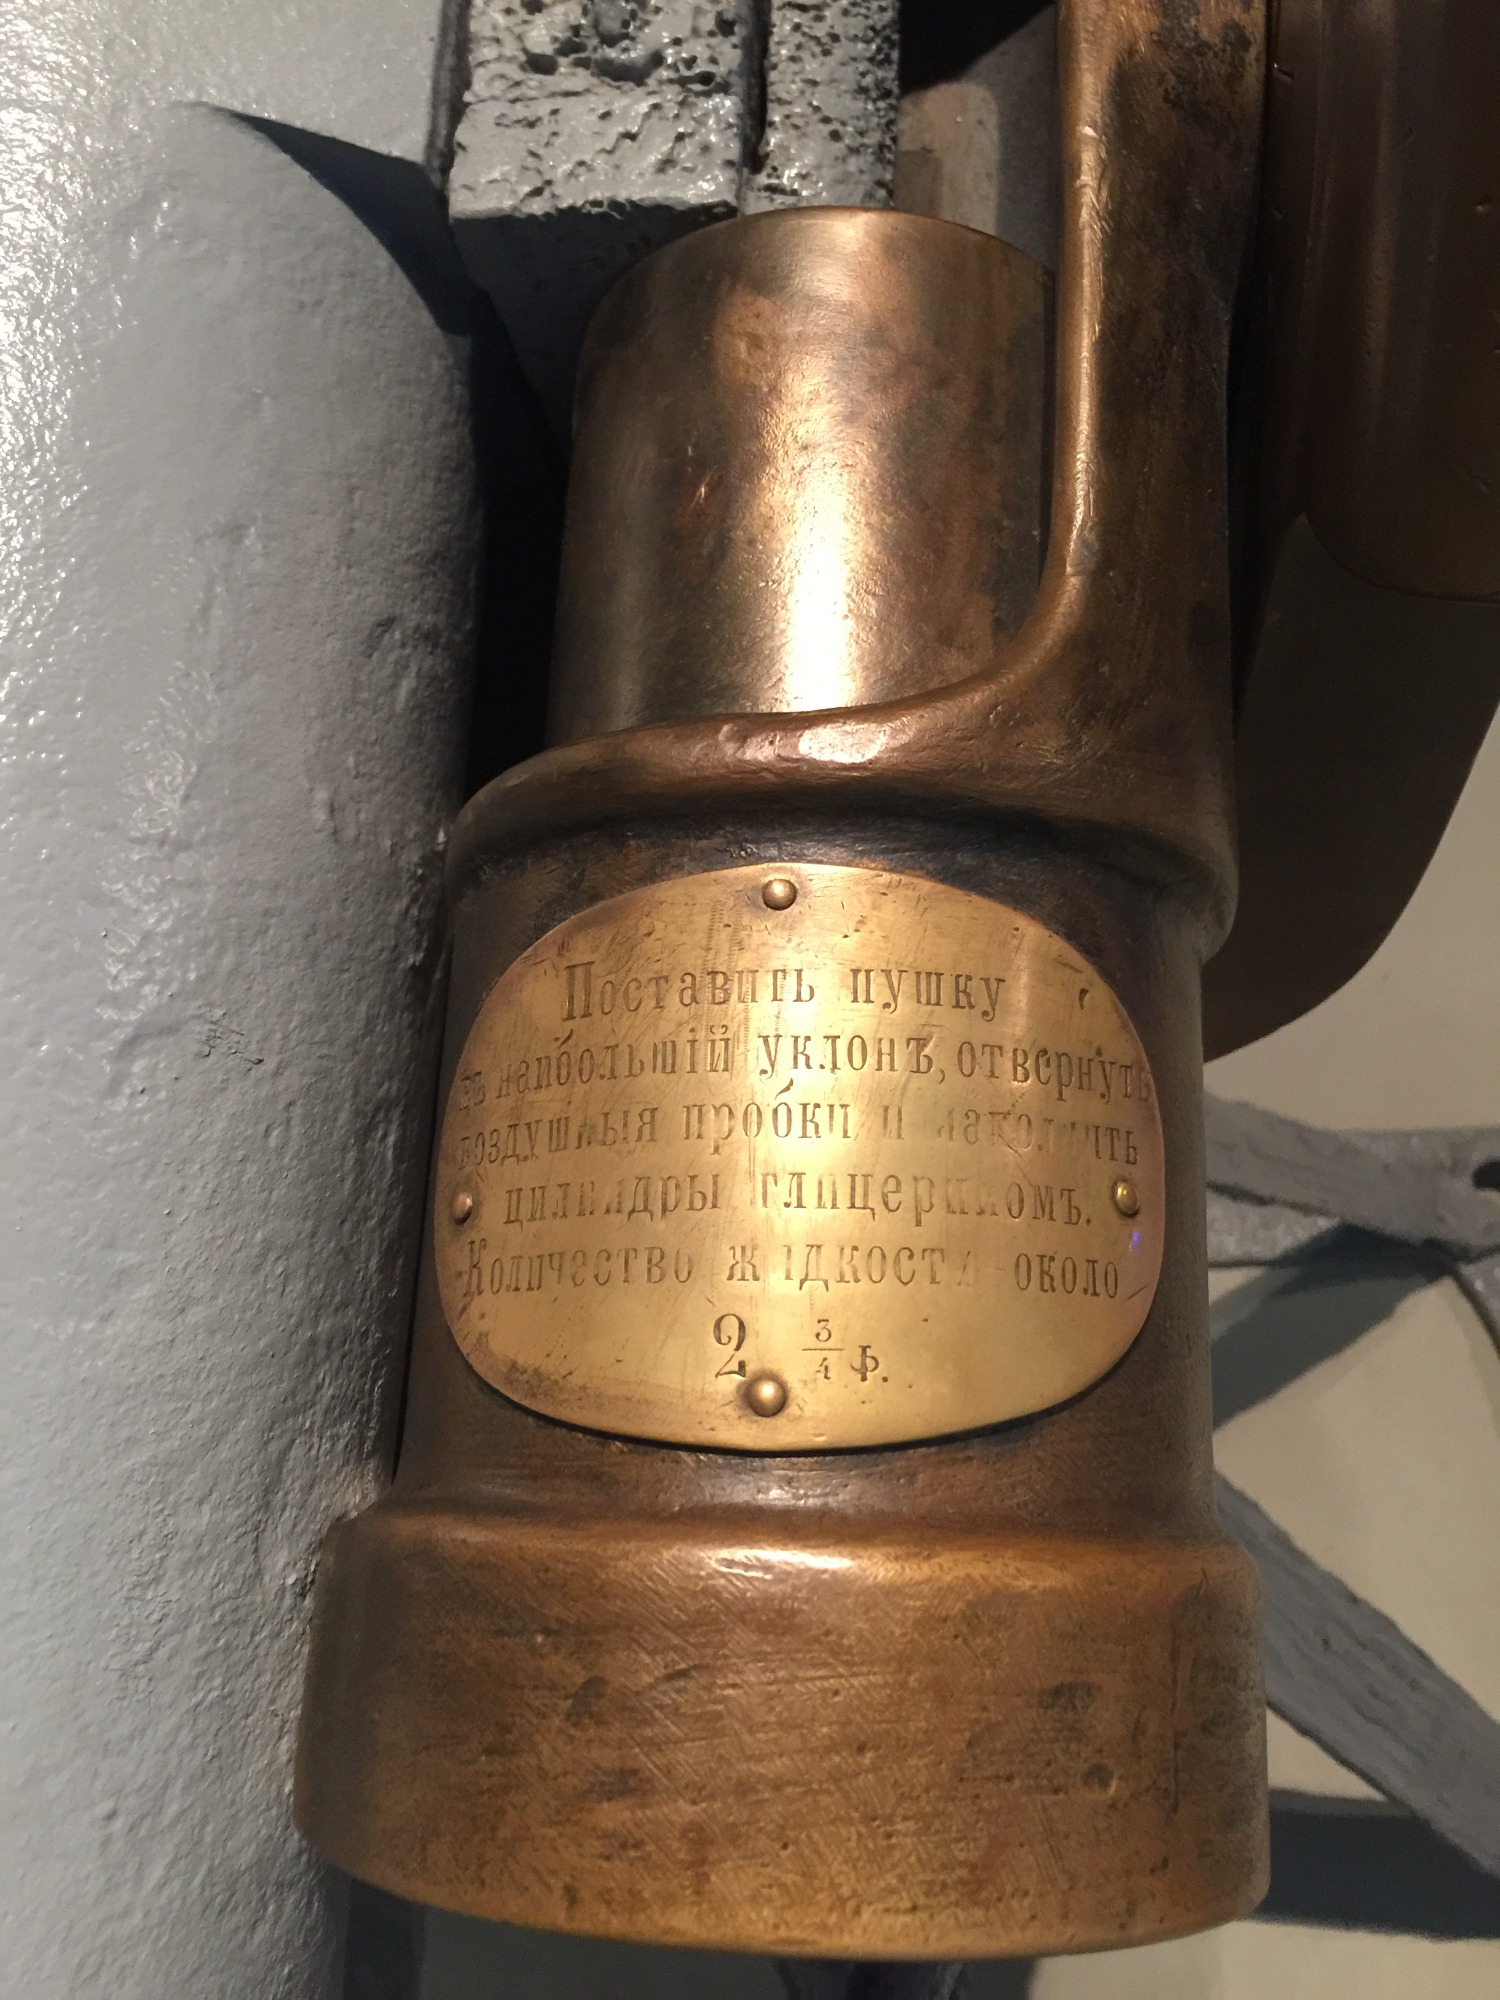 Поставить пушку
въ наибольшій уклонъ, отвернуть
воздушныя пробки и наполнить
цилиндры глицериномъ.
Количество жидкости около
2 3/4 ф.